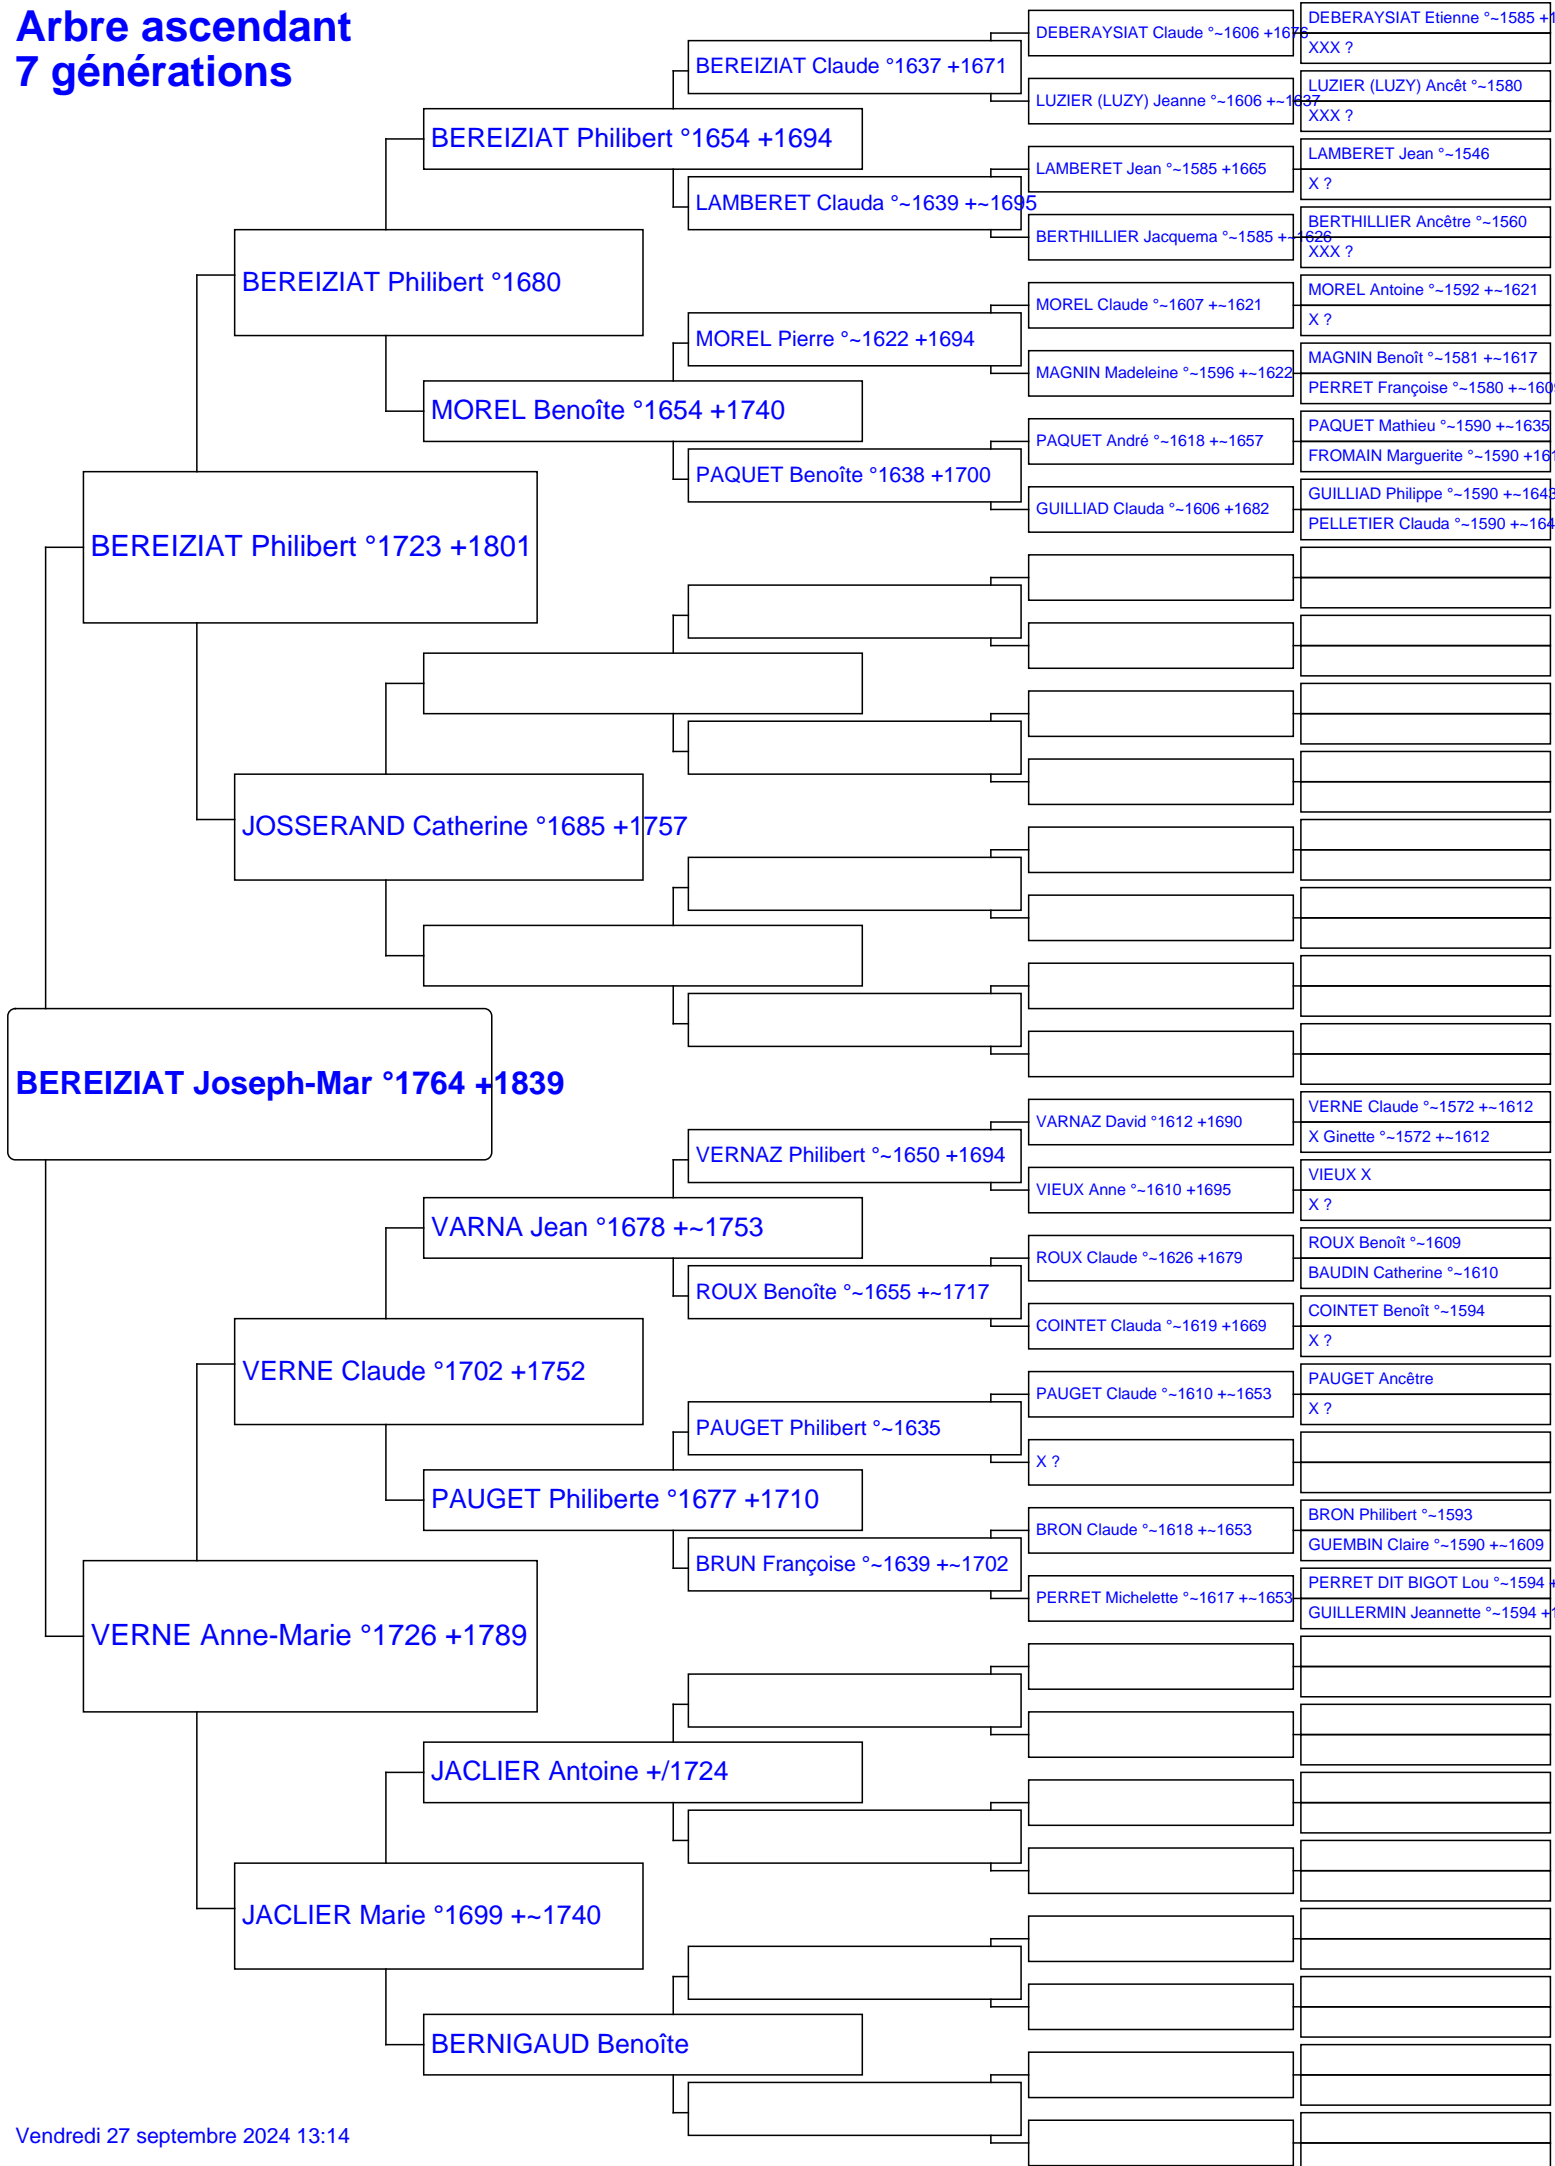 Arbre ascendant
7 générations
DEBERAYSIAT Etienne °~1585
DEBERAYSIAT Claude °~1606 +1676
XXX ?
BEREIZIAT Claude °1637 +1671
LUZIER (LUZY) Ancêt °~1580
LUZIER (LUZY) Jeanne °~1606 +~1637
XXX ?
BEREIZIAT Philibert °1654 +1694
LAMBERET Jean °~1546
LAMBERET Jean °~1585 +1665
X ?
LAMBERET Clauda °~1639 +~1695
BERTHILLIER Ancêtre °~1560
BERTHILLIER Jacquema °~1585 +~1626
XXX ?
BEREIZIAT Philibert °1680
MOREL Antoine °~1592 +~1621
MOREL Claude °~1607 +~1621
X ?
MOREL Pierre °~1622 +1694
MAGNIN Benoît °~1581 +~1617
MAGNIN Madeleine °~1596 +~1622
PERRET Françoise °~1580
MOREL Benoîte °1654 +1740
PAQUET Mathieu °~1590 +~1635
PAQUET André °~1618 +~1657
FROMAIN Marguerite °~1590
PAQUET Benoîte °1638 +1700
GUILLIAD Philippe °~1590 +~1643
GUILLIAD Clauda °~1606 +1682
PELLETIER Clauda °~1590
BEREIZIAT Philibert °1723 +1801
JOSSERAND Catherine °1685 +1757
BEREIZIAT Joseph-Mar °1764 +1839
VERNE Claude °~1572 +~1612
VARNAZ David °1612 +1690
X Ginette °~1572 +~1612
VERNAZ Philibert °~1650 +1694
VIEUX X
VIEUX Anne °~1610 +1695
X ?
VARNA Jean °1678 +~1753
ROUX Benoît °~1609
ROUX Claude °~1626 +1679
BAUDIN Catherine °~1610
ROUX Benoîte °~1655 +~1717
COINTET Benoît °~1594
COINTET Clauda °~1619 +1669
X ?
VERNE Claude °1702 +1752
PAUGET Ancêtre
PAUGET Claude °~1610 +~1653
X ?
PAUGET Philibert °~1635
X ?
PAUGET Philiberte °1677 +1710
BRON Philibert °~1593
BRON Claude °~1618 +~1653
GUEMBIN Claire °~1590 +~1609
BRUN Françoise °~1639 +~1702
PERRET DIT BIGOT Lou °~1594 +
PERRET Michelette °~1617 +~1653
GUILLERMIN Jeannette °~1594
VERNE Anne-Marie °1726 +1789
JACLIER Antoine +/1724
JACLIER Marie °1699 +~1740
BERNIGAUD Benoîte
Vendredi 27 septembre 2024 13:14